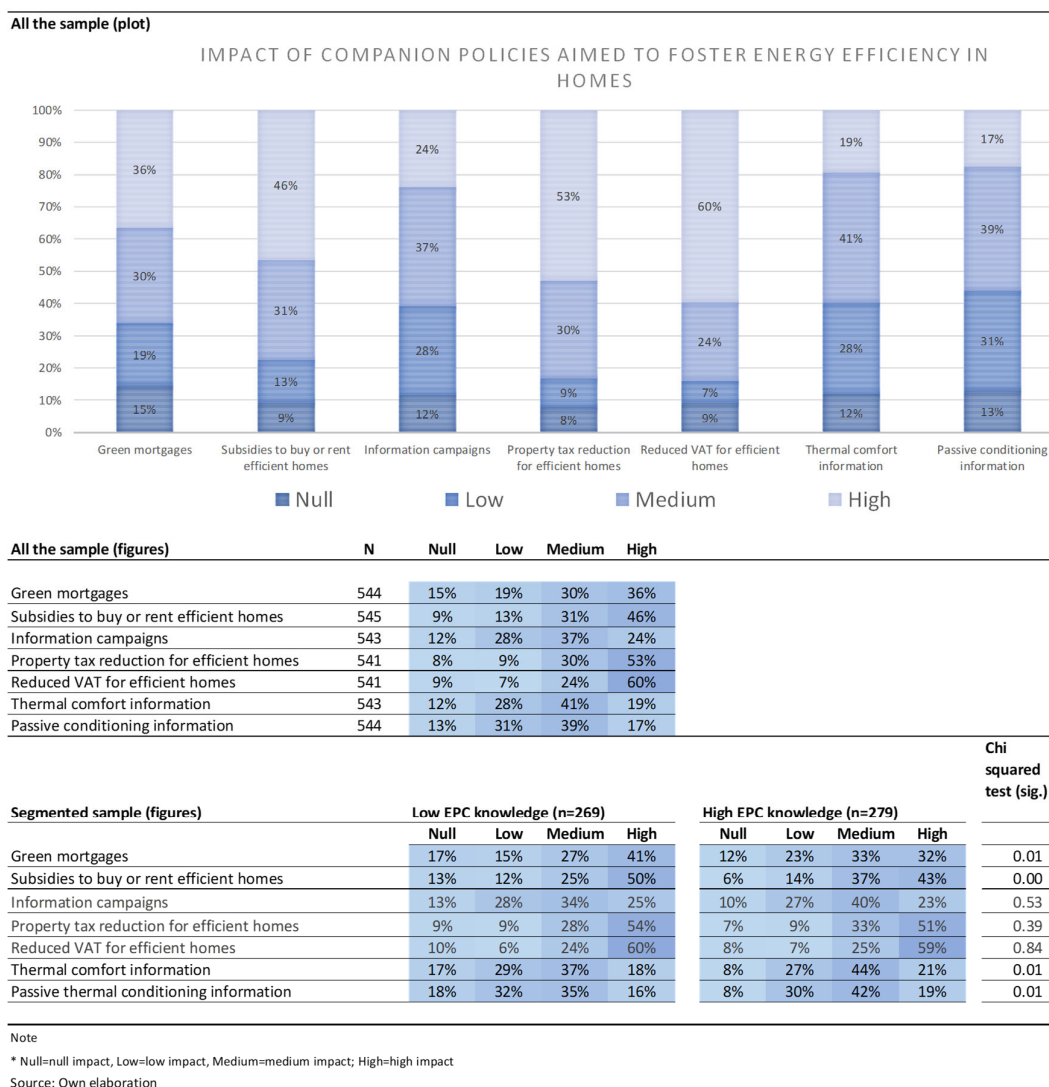 All the sample (plot)
IMPACT OF COMPANION POLICIES AIMED TO FOSTER ENERGY EFFICIENCY IN
HOMES
100%
90%
80%
70%
60%
50%
40%
30%
20%
10%
0%
36% 30% 19% 15%
46% 31% 13% 9%
24% 37% 28% 12%
53% 30% 9% 8%
60% 24% 7% 9%
19% 41% 28% 12%
17% 39% 31% 13%
Green mortgages
Subsidies to buy or rent
efficient homes
Information campaigns
Property tax reduction
for efficient homes
Reduced VAT for efficient
homes
Thermal comfort
information
Passive conditioning
information
Null Low Medium High
All the sample (figures) N Null Low Medium High
Green mortgages 544 15% 19% 30% 36%
Subsidies to buy or rent efficient homes 545 9% 13% 31% 46%
Information campaigns 543 12% 28% 37% 24%
Property tax reduction for efficient homes 541 8% 9% 30% 53%
Reduced VAT for efficient homes 541 9% 7% 24% 60%
Thermal comfort information 543 12% 28% 41% 19%
Passive conditioning information 544 13% 31% 39% 17%
Chi
squared
test (sig.)
Segmented sample (figures) Low EPC knowledge (n=269) High EPC knowledge (n=279)
Null Low Medium High Null Low Medium High
Green mortgages 17% 15% 27% 41% 12% 23% 33% 32% 0.01
Subsidies to buy or rent efficient homes 13% 12% 25% 50% 6% 14% 37% 43% 0.00
Information campaigns 13% 28% 34% 25% 10% 27% 40% 23% 0.53
Property tax reduction for efficient homes 9% 9% 28% 54% 7% 9% 33% 51% 0.39
Reduced VAT for efficient homes 10% 6% 24% 60% 8% 7% 25% 59% 0.84
Thermal comfort information 17% 29% 37% 18% 8% 27% 44% 21% 0.01
Passive thermal conditioning information 18% 32% 35% 16% 8% 30% 42% 19% 0.01
Note
* Null=null impact, Low=low impact, Medium=medium impact; High=high impact
Source: Own elaboration